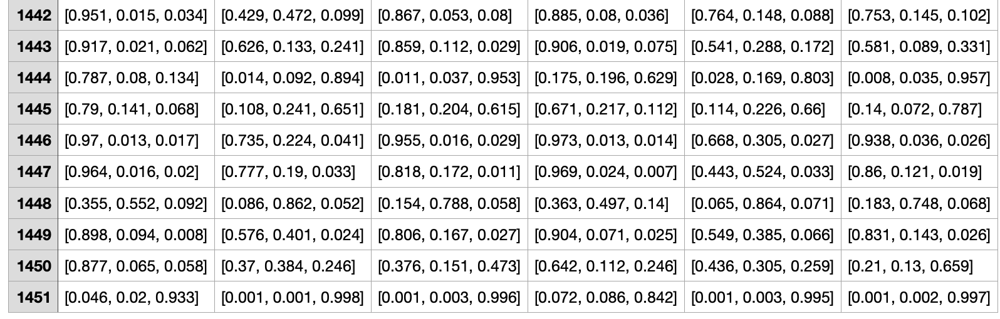 1442 [0.951, 0.015, 0.034] [0.429, 0.472, 0.099] [0.867, 0.053, 0.08] [0.885, 0.08, 0.036] [0.764, 0.148, 0.088] [0.753, 0.145, 0.102]
1443 [0.917, 0.021, 0.062] [0.626, 0.133, 0.241] [0.859, 0.112, 0.029] [0.906, 0.019, 0.075] [0.541, 0.288, 0.172] [0.581, 0.089, 0.331]
1444 [0.787, 0.08, 0.134] [0.014, 0.092, 0.894] [0.011, 0.037, 0.953] [0.175, 0.196, 0.629] [0.028, 0.169, 0.803] [0.008, 0.035, 0.957]
1445 [0.79, 0.141, 0.068] [0.108, 0.241, 0.651] [0.181, 0.204, 0.615] [0.671, 0.217, 0.112] [0.114, 0.226, 0.66] [0.14, 0.072, 0.787]
1446 [0.97, 0.013, 0.017] [0.735, 0.224, 0.041] [0.955, 0.016, 0.029] [0.973, 0.013, 0.014] [0.668, 0.305, 0.027] [0.938, 0.036, 0.026]
1447 [0.964, 0.016, 0.02] [0.777, 0.19, 0.033] [0.818, 0.172, 0.011] [0.969, 0.024, 0.007] [0.443, 0.524, 0.033] [0.86, 0.121, 0.019]
1448 [0.355, 0.552, 0.092] [0.086, 0.862, 0.052] [0.154, 0.788, 0.058] [0.363, 0.497, 0.14] [0.065, 0.864, 0.071] [0.183, 0.748, 0.068]
1449 [0.898, 0.094, 0.008] [0.576, 0.401, 0.024] [0.806, 0.167, 0.027] [0.904, 0.071, 0.025] [0.549, 0.385, 0.066] [0.831, 0.143, 0.026]
1450 [0.877, 0.065, 0.058] [0.37, 0.384, 0.246] [0.376, 0.151, 0.473] [0.642, 0.112, 0.246] [0.436, 0.305, 0.259] [0.21, 0.13, 0.659]
1451 [0.046, 0.02, 0.933] [0.001, 0.001, 0.998] [0.001, 0.003, 0.996] [0.072, 0.086, 0.842] [0.001, 0.003, 0.995] [0.001, 0.002, 0.997]